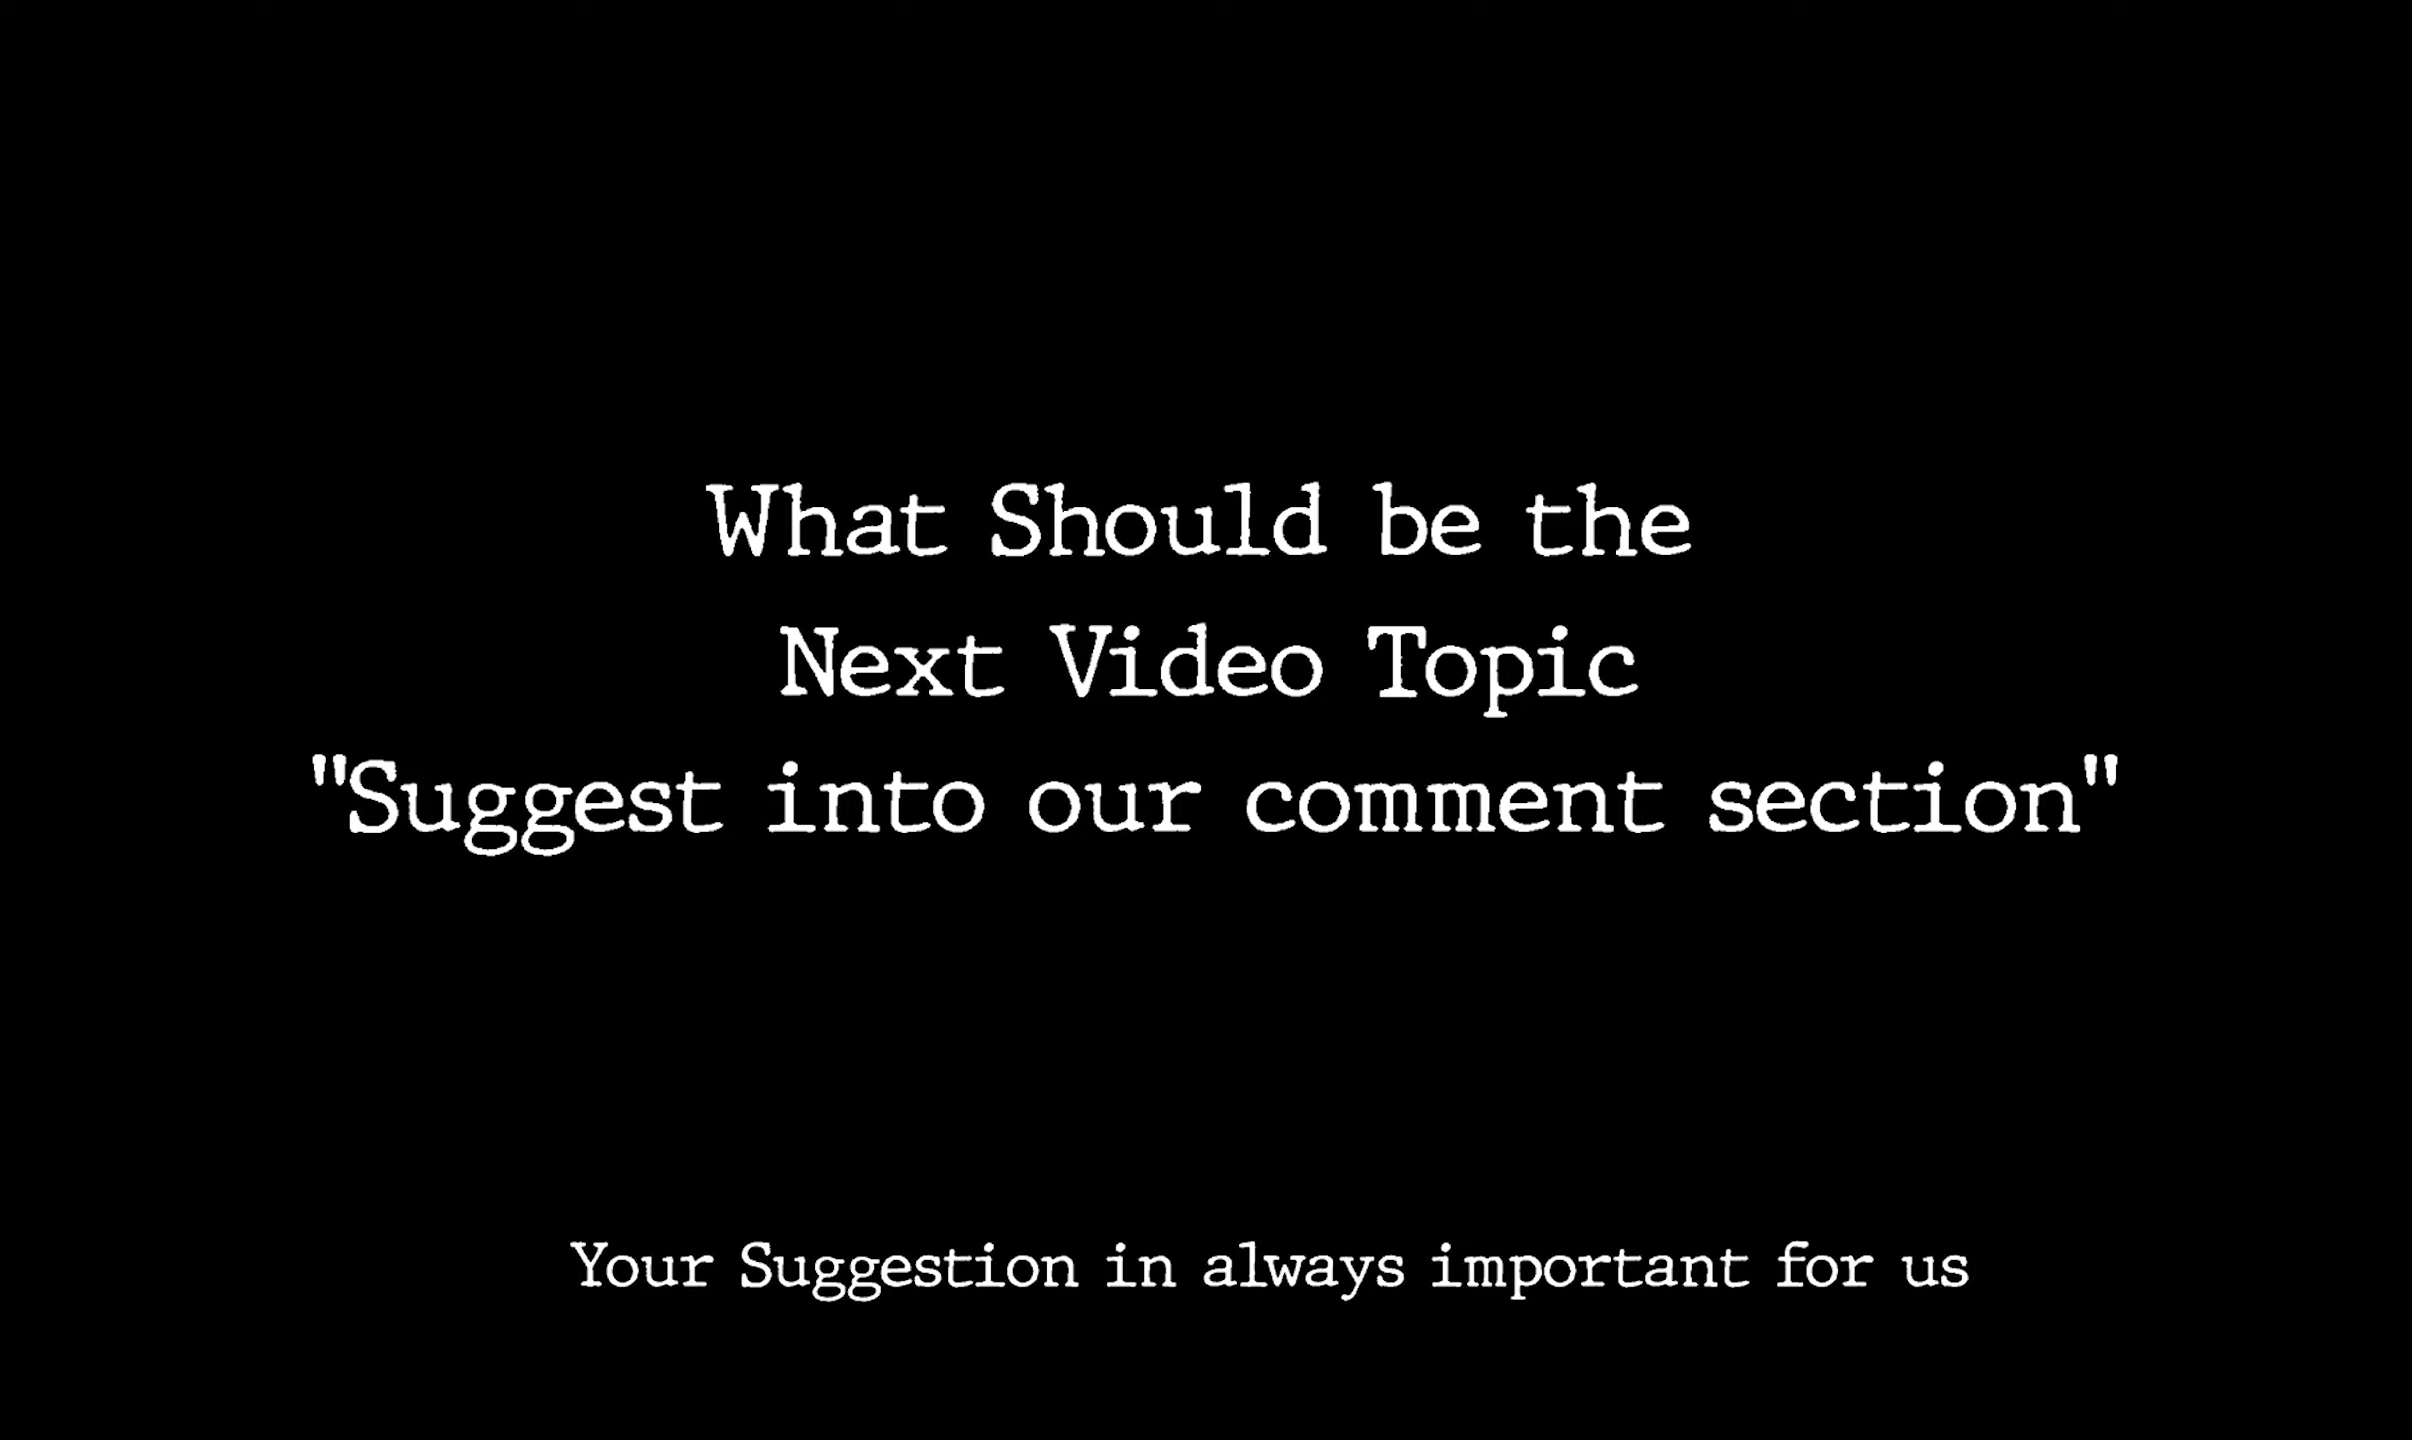 What Should be the
Next Video Topic
"Suggest into our comment section"
Your Suggestion in always important for us